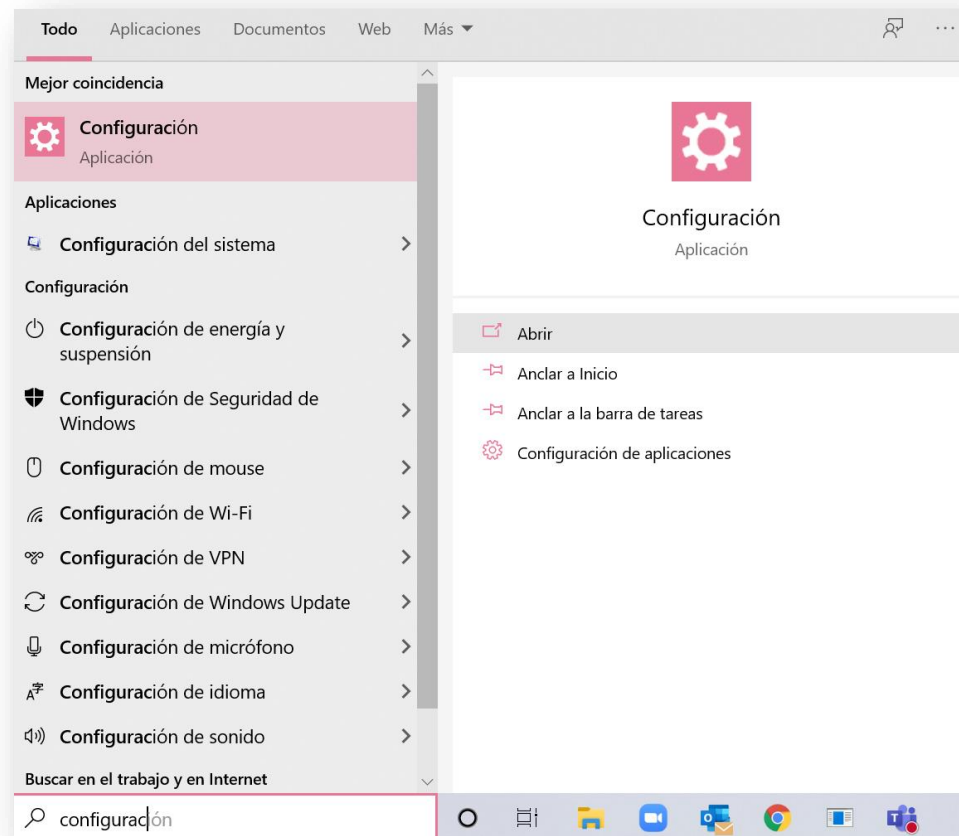 Todo Aplicaciones Documentos Web Más
Mejor coincidencia
Configuración
Aplicación
Aplicaciones
Configuración del sistema
Configuración
Configuración de energía y
suspensión
Configuración de Seguridad de
Windows
Configuración de mouse
Configuración de Wi-Fi
Configuración de VPN
Configuración de Windows Update
Configuración de micrófono
Configuración de idioma
Configuración de sonido
Buscar en el trabajo y en Internet
configuración
Configuración
Aplicación
Abrir
Anclar a Inicio
Anclar a la barra de tareas
Configuración de aplicaciones